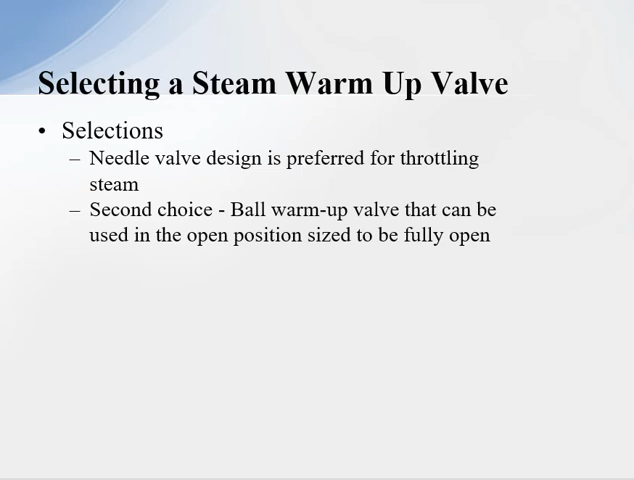 Selecting a Steam Warm Up Valve
• Selections
– Needle valve design is preferred for throttling
steam
– Second choice - Ball warm-up valve that can be
used in the open position sized to be fully open